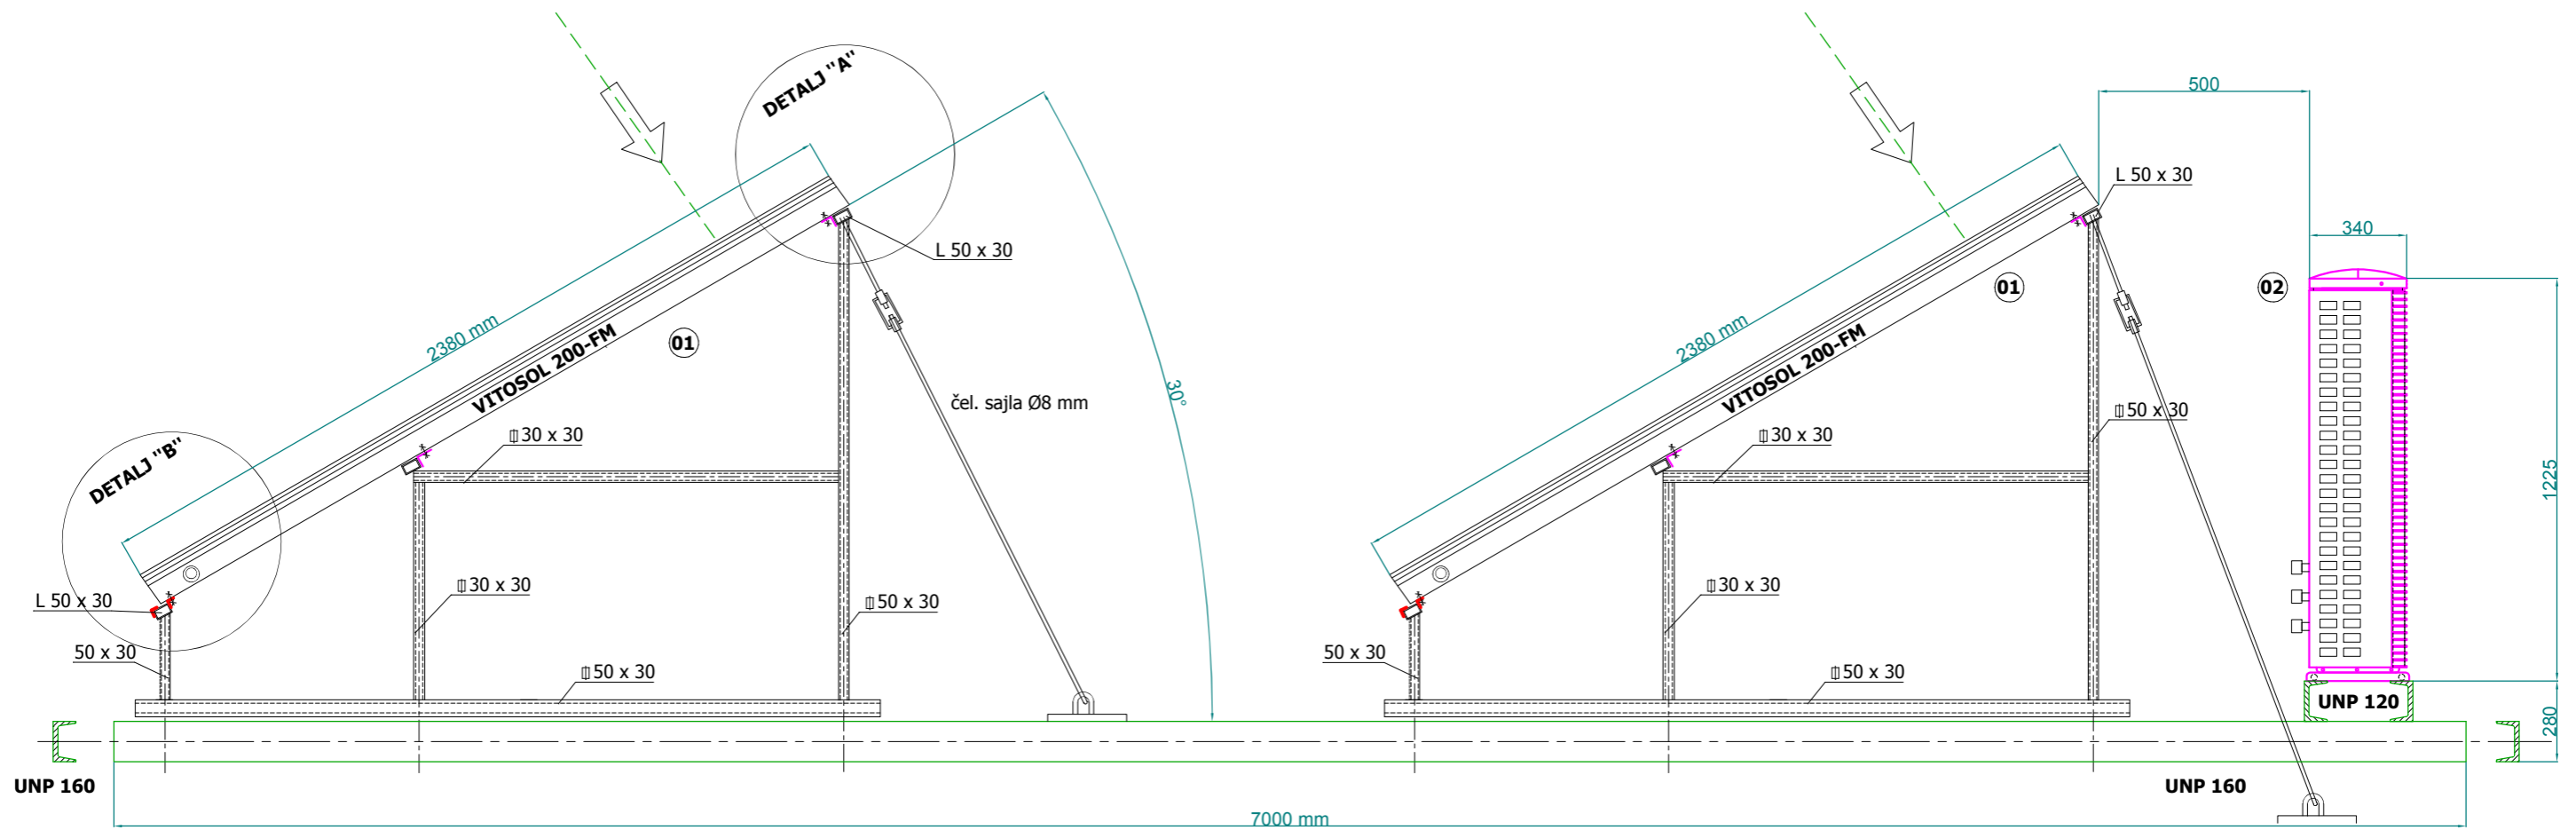 DETALJ "A"
500
L 50 x 30
340
L 50 x 30
02
01
2380 mm
VITOSOL 200-FM
01
30°
čel. sajla Ø8 mm
2380 mm
VITOSOL 200-FM
50 x 30
DETALJ "B"
30 x 30
30 x 30
1225
30 x 30
30 x 30
L 50 x 30
50 x 30
50 x 30
50 x 30
50 x 30
50 x 30
UNP 120
280
UNP 160
UNP 160
7000 mm